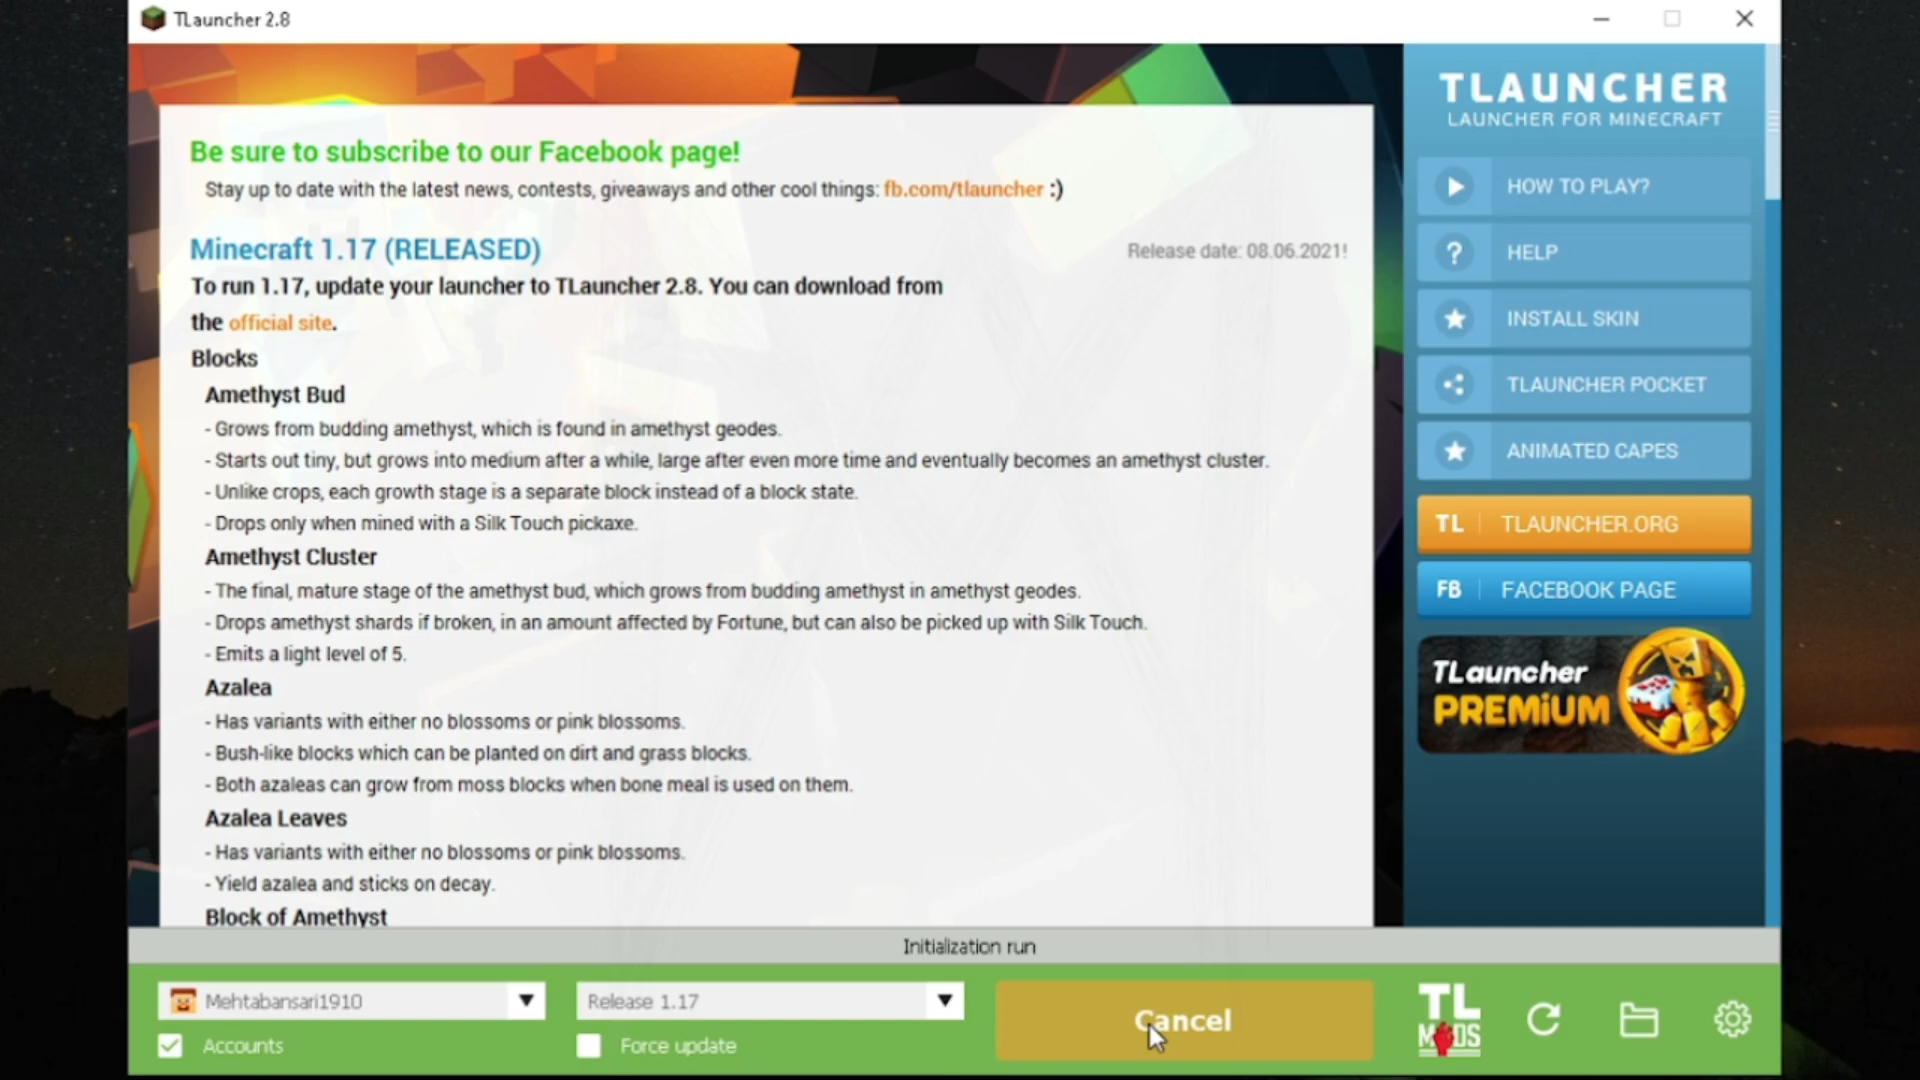 TLauncher 2.8
Be sure to subscribe to our Facebook page!
Stay up to date with the latest news, contests, giveaways and other cool things: fb.com/tlauncher :)
Minecraft 1.17 (RELEASED)
Release date: 08.06.2021!
To run 1.17, update your launcher to TLauncher 2.8. You can download from
the official site.
Blocks
Amethyst Bud
- Grows from budding amethyst, which is found in amethyst geodes.
- Starts out tiny, but grows into medium after a while, large after even more time and eventually becomes an amethyst cluster.
- Unlike crops, each growth stage is a separate block instead of a block state.
- Drops only when mined with a Silk Touch pickaxe.
Amethyst Cluster
- The final, mature stage of the amethyst bud, which grows from budding amethyst in amethyst geodes.
- Drops amethyst shards if broken, in an amount affected by Fortune, but can also be picked up with Silk Touch.
- Emits a light level of 5.
Azalea
- Has variants with either no blossoms or pink blossoms.
- Bush-like blocks which can be planted on dirt and grass blocks.
- Both azaleas can grow from moss blocks when bone meal is used on them.
Azalea Leaves
- Has variants with either no blossoms or pink blossoms.
- Yield azalea and sticks on decay.
Block of Amethyst
TLAUNCHER
LAUNCHER FOR MINECRAFT
HOW TO PLAY?
? HELP
INSTALL SKIN
TLAUNCHER POCKET
ANIMATED CAPES
TL TLAUNCHER.ORG
FB FACEBOOK PAGE
TLauncher
PREMiUM
Initialization run
Mehtabansari1910
Release 1.17
Cancel
TL
MODS
Accounts
Force update